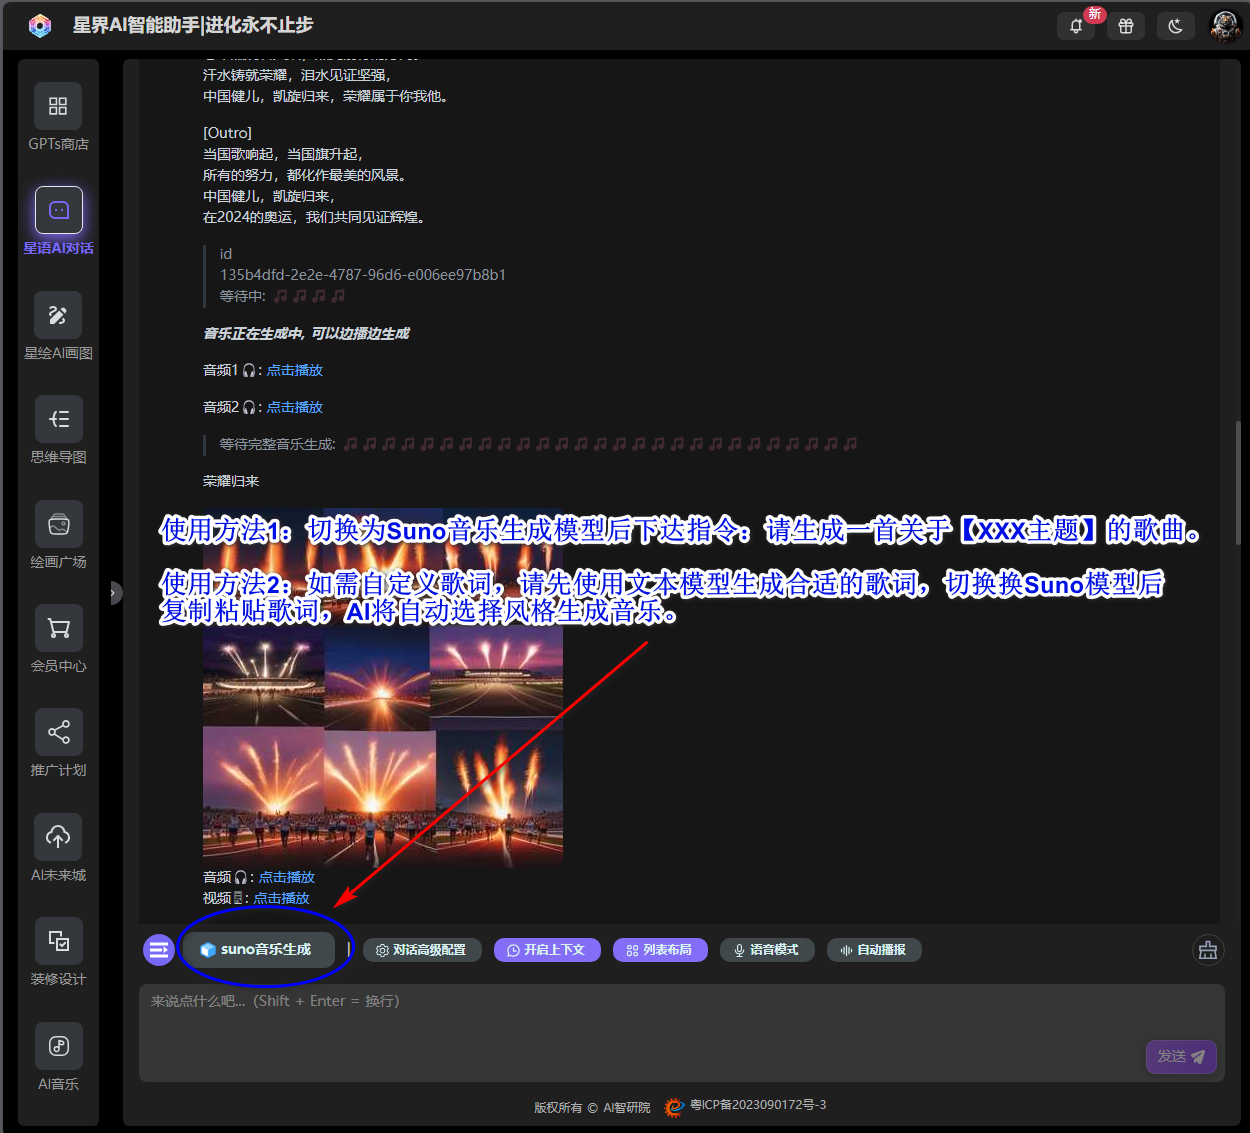 星界AI智能助手|进化永不止步
新
GPTs商店
星语AI对话
星绘AI画图
思维导图
绘画广场
会员中心
推广计划
AI未来城
装修设计
AI音乐
汗水铸就荣耀，泪水见证坚强，
中国健儿，凯旋归来，荣耀属于你我他。
[Outro]
当国歌响起，当国旗升起，
所有的努力，都化作最美的风景。
中国健儿，凯旋归来，
在2024的奥运，我们共同见证辉煌。
id
135b4dfd-2e2e-4787-96d6-e006ee97b8b1
等待中:
音乐正在生成中, 可以边播边生成
音频1 : 点击播放
音频2 : 点击播放
等待完整音乐生成:
荣耀归来
使用方法1：切换为Suno音乐生成模型后下达指令：请生成一首关于【XXX主题】的歌曲。
使用方法2：如需自定义歌词，请先使用文本模型生成合适的歌词，切换换Suno模型后
复制粘贴歌词，AI将自动选择风格生成音乐。
音频 : 点击播放
视频 : 点击播放
suno音乐生成 | 对话高级配置 开启上下文 列表布局 语音模式 自动播报
来说点什么吧...（Shift + Enter = 换行）
发送
版权所有 © AI智研院 粤ICP备2023090172号-3